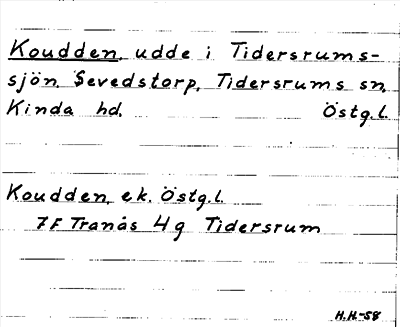 Koudden, udde i Tidersrums-
sjön. Sevedstorp, Tidersrums sn,
Kinda hd. Östg.l.
Koudden, ek. Östg.l.
7F Tranås 4g Tidersrum
H.H.-58